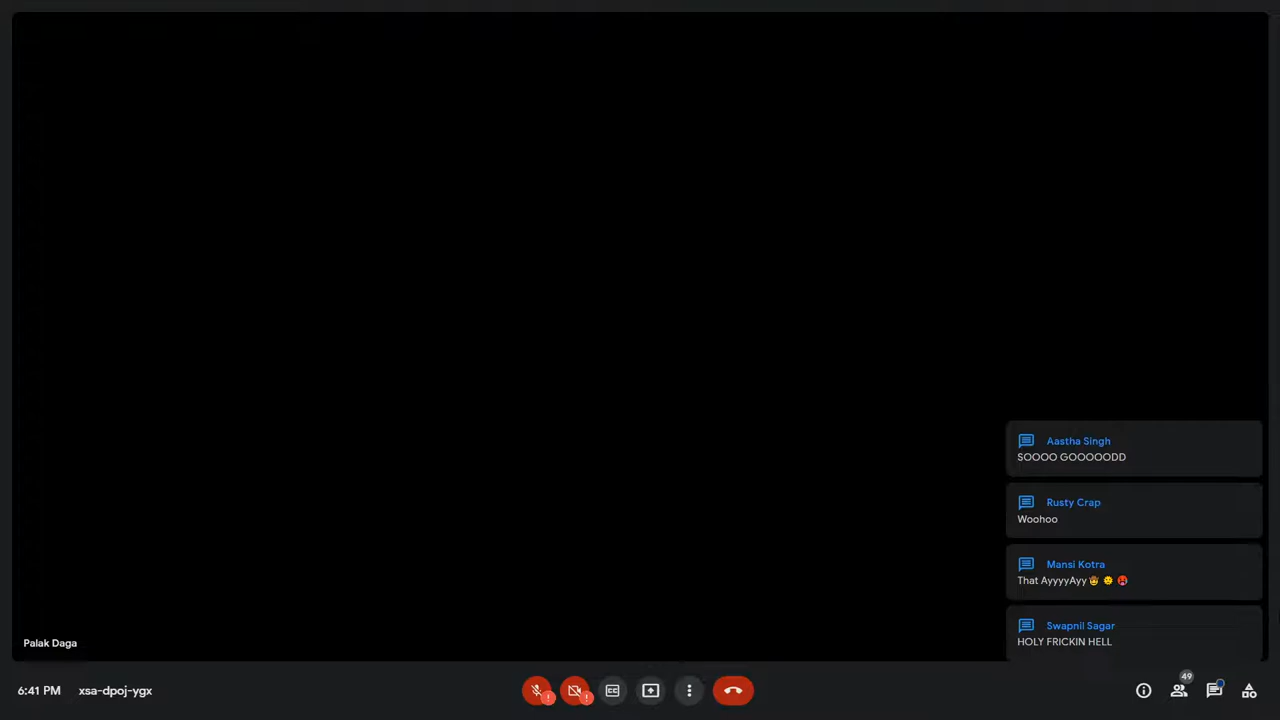 Aastha Singh
SOOOO GOOOOODD
Rusty Crap
Woohoo
Mansi Kotra
That AyyyyAyy 🤠 🌝 🥵
Swapnil Sagar
HOLY FRICKIN HELL
Palak Daga
6:41 PM xsa-dpoj-ygx
! ! CC 49